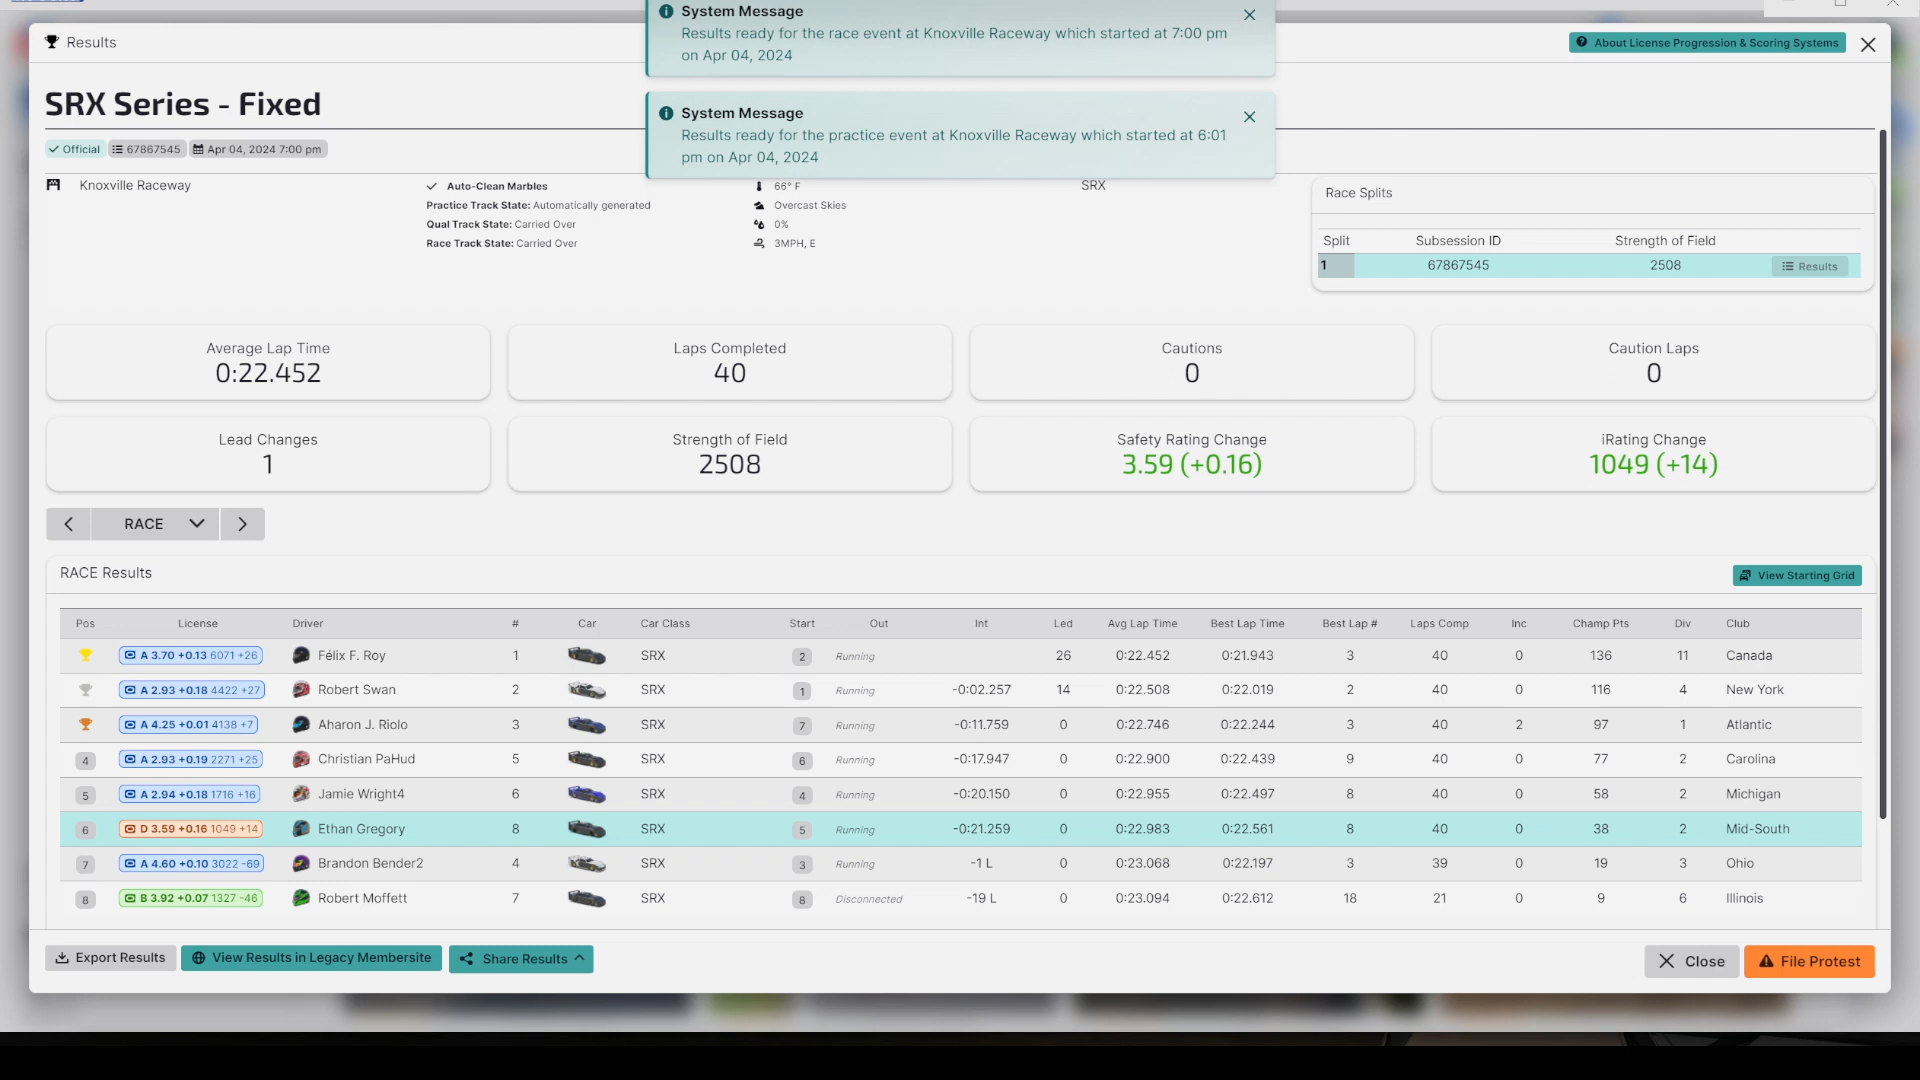 System Message
Results ready for the race event at Knoxville Raceway which started at 7:00 pm
on Apr 04, 2024
Results
About License Progression & Scoring Systems
System Message
Results ready for the practice event at Knoxville Raceway which started at 6:01
pm on Apr 04, 2024
SRX Series - Fixed
Official 67867545 Apr 04, 2024 7:00 pm
Knoxville Raceway
Auto-Clean Marbles
Practice Track State: Automatically generated
Qual Track State: Carried Over
Race Track State: Carried Over
66° F
Overcast Skies
0%
3MPH, E
SRX
Race Splits
Split Subsession ID Strength of Field
1 67867545 2508 Results
Average Lap Time
0:22.452
Laps Completed
40
Cautions
0
Caution Laps
0
Lead Changes
1
Strength of Field
2508
Safety Rating Change
3.59 (+0.16)
iRating Change
1049 (+14)
RACE
RACE Results
View Starting Grid
Pos License Driver # Car Car Class Start Out Int Led Avg Lap Time Best Lap Time Best Lap # Laps Comp Inc Champ Pts Div Club
A 3.70 +0.13 6071 +26 Félix F. Roy 1 SRX 2 Running 26 0:22.452 0:21.943 3 40 0 136 11 Canada
A 2.93 +0.18 4422 +27 Robert Swan 2 SRX 1 Running -0:02.257 14 0:22.508 0:22.019 2 40 0 116 4 New York
A 4.25 +0.01 4138 +7 Aharon J. Riolo 3 SRX 7 Running -0:11.759 0 0:22.746 0:22.244 3 40 2 97 1 Atlantic
4 A 2.93 +0.19 2271 +25 Christian PaHud 5 SRX 6 Running -0:17.947 0 0:22.900 0:22.439 9 40 0 77 2 Carolina
5 A 2.94 +0.18 1716 +16 Jamie Wright4 6 SRX 4 Running -0:20.150 0 0:22.955 0:22.497 8 40 0 58 2 Michigan
6 D 3.59 +0.16 1049 +14 Ethan Gregory 8 SRX 5 Running -0:21.259 0 0:22.983 0:22.561 8 40 0 38 2 Mid-South
7 A 4.60 +0.10 3022 -69 Brandon Bender2 4 SRX 3 Running -1 L 0 0:23.068 0:22.197 3 39 0 19 3 Ohio
8 B 3.92 +0.07 1327 -46 Robert Moffett 7 SRX 8 Disconnected -19 L 0 0:23.094 0:22.612 18 21 0 9 6 Illinois
Export Results
View Results in Legacy Membersite
Share Results
Close
File Protest